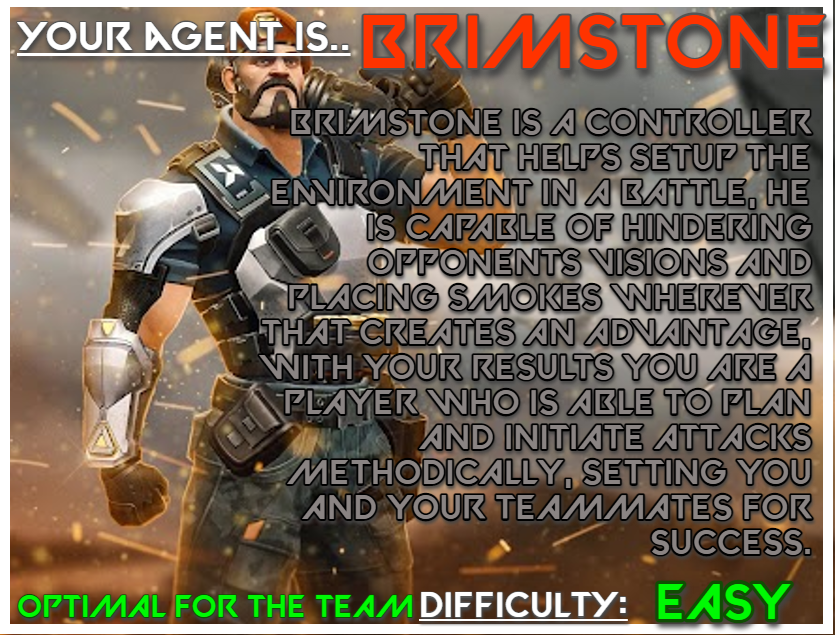 YOUR AGENT IS.. BRIMSTONE
BRIMSTONE IS A CONTROLLER
THAT HELPS SETUP THE
ENVIRONMENT IN A BATTLE, HE
IS CAPABLE OF HINDERING
OPPONENTS VISIONS AND
PLACING SMOKES WHEREVER
THAT CREATES AN ADVANTAGE,
WITH YOUR RESULTS YOU ARE A
PLAYER WHO IS ABLE TO PLAN
AND INITIATE ATTACKS
METHODICALLY, SETTING YOU
AND YOUR TEAMMATES FOR
SUCCESS.
OPTIMAL FOR THE TEAM DIFFICULTY: EASY